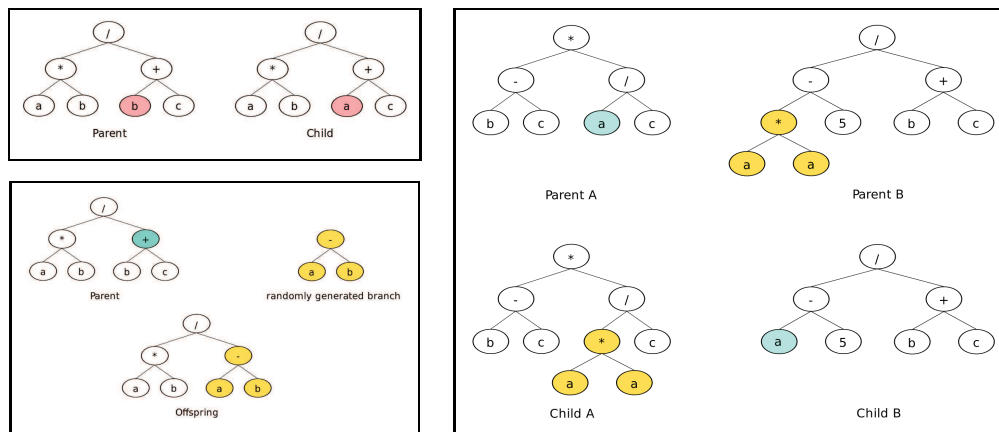 / /
* + * +
a b b c a b a c
Parent Child
/
* + -
a b b c a b
Parent randomly generated branch
/
* -
a b a b
Offspring
* /
- / - +
b c a c * 5 b c
a a
Parent A Parent B
* /
- / - +
b c * c a 5 b c
a a
Child A Child B